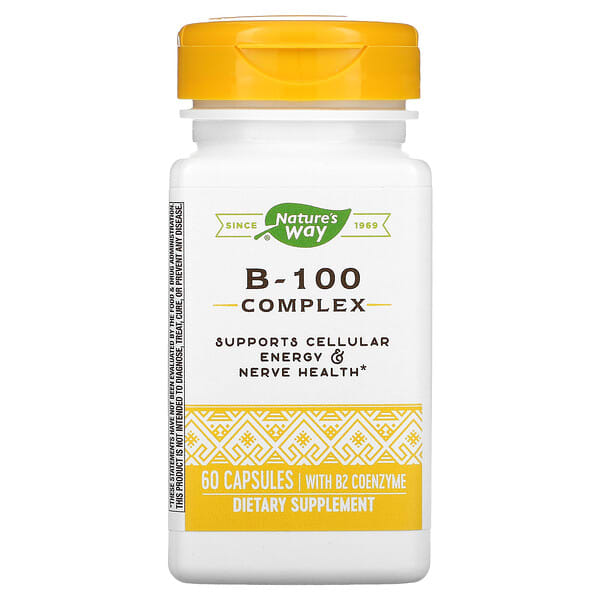 SINCE
Nature's
Way
®
1969
B-100
COMPLEX
SUPPORTS CELLULAR
ENERGY &
NERVE HEALTH*
60 CAPSULES | WITH B2 COENZYME
DIETARY SUPPLEMENT
*THESE STATEMENTS HAVE NOT BEEN EVALUATED BY THE FOOD & DRUG ADMINISTRATION.
THIS PRODUCT IS NOT INTENDED TO DIAGNOSE, TREAT, CURE, OR PREVENT ANY DISEASE.